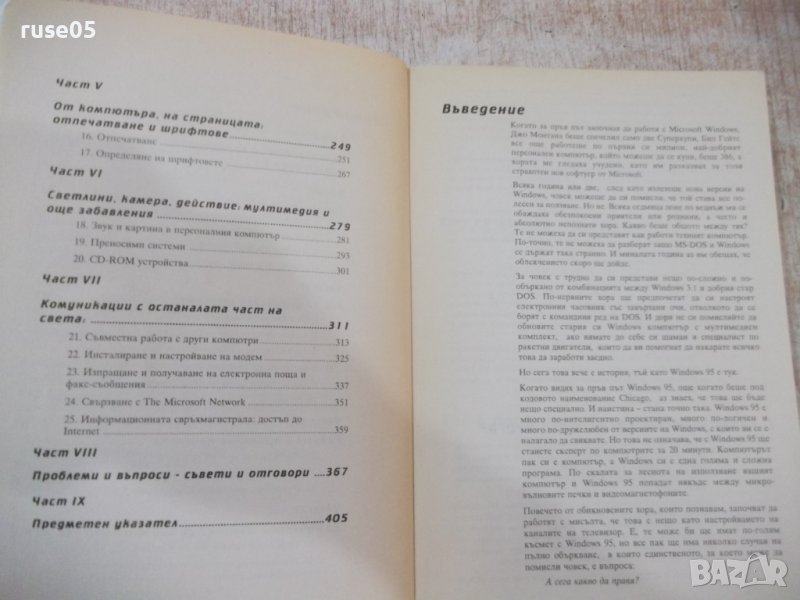 ruse05
Част V
От компютъра, на страницата:
отпечатване и шрифтове ... 249
16. Отпечатване ... 251
17. Определяне на шрифтовете ... 267
Част VI
Светлини, камера, действие: мултимедия и
още забавления ... 279
18. Звук и картина в персоналния компютър ... 281
19. Преносими системи ... 293
20. CD-ROM устройства ... 301
Част VII
Комуникации с останалата част на
света: ... 311
21. Съвместна работа с други компютри ... 313
22. Инсталиране и настройване на модем ... 325
23. Изпращане и получаване на електронна поща и
факс-съобщения ... 337
24. Свързване с The Microsoft Network ... 351
25. Информационната свръхмагистрала: достъп до
Internet ... 359
Част VIII
Проблеми и въпроси - съвети и отговори ... 367
Част IX
Предметен указател ... 405
Въведение
Когато за пръв път започнах да работя с Microsoft Windows,
Джо Монтана беше спечелил само две Суперкупи, Бил Гейтс
все още работеше по първия си милион, най-добрият
персонален компютър, който можеше да се купи, беше 386, а
хората ме гледаха учудено, като им разказвах за този
страхотен нов софтуер от Microsoft.
Всяка година или две, след като излезеше нова версия на
Windows, човек можеше да си помисли, че той става все по-
лесен за ползване. Но не. Всяка седмица поне по веднъж ми се
обаждаха обезпокоени приятели или роднини, а често и
абсолютно непознати хора. Какво беше общото между тях?
Те не можеха да си представят как работи техният компютър.
По-точно, те не можеха да разберат защо MS-DOS и Windows
се държат така странно. И миналата година аз им обещах, че
облекчението скоро ще дойде.
За човек с трудно да си представи нещо по-сложно и по-
объркано от комбинацията между Windows 3.1 и добрия стар
DOS. По-нервните хора ще предпочетат да си настроят
електронния часовник със завързани очи, отколкото да се
борят с командния ред на DOS. И дори не си помисляйте да
обновите стария си Windows компютър с мултимедиен
комплект, ако нямате до себе си шаман и специалист по
ракетни двигатели, които да ви помогнат да накарате всичко-
това да заработи заедно.
Но сега това вече е история, тъй като Windows 95 е тук.
Когато видях за пръв път Windows 95, още когато беше под
кодовото наименование Chicago, аз знаех, че това ще бъде
нещо специално. И наистина – стана точно така. Windows 95 е
много по-интелигентно проектиран, много по-логичен и
много по-дружелюбен от версиите на Windows, с които ви се е
налагало да свиквате. Но това не означава, че с Windows 95 ще
станете експерт по компютрите за 20 минути. Компютърът
пак си е компютър, а Windows си е една голяма и сложна
програма. По скалата за леснота на използване вашият
компютър и Windows 95 попадат някъде между микро-
вълновите печки и видеомагнетофоните.
Повечето от обикновените хора, които познавам, започват да
работят с мисълта, че това е нещо като настройването на
каналите на телевизор. Е, те може би ще имат по-голям
късмет с Windows 95, но все пак ще има няколко случая на
пълно объркване, в които единственото, за което може да
помисли човек, е въпроса:
А сега какво да правя?
BAZAR